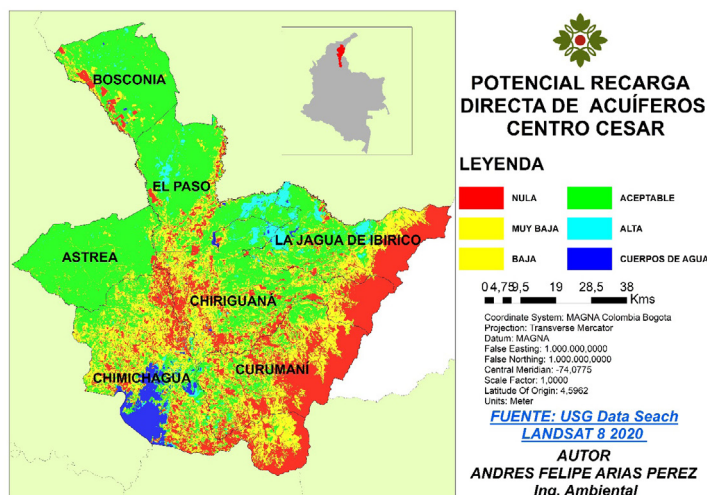 BOSCONIA
EL PASO
ASTREA
LA JAGUA DE IBIRICO
CHIRIGUANÁ
CHIMICHAGUA
CURUMANÍ
POTENCIAL RECARGA
DIRECTA DE ACUÍFEROS
CENTRO CESAR
LEYENDA
NULA
ACEPTABLE
MUY BAJA
ALTA
BAJA
CUERPOS DE AGUA
0 4,75 9,5 19 28,5 38
Kms
Coordinate System: MAGNA Colombia Bogota
Projection: Transverse Mercator
Datum: MAGNA
False Easting: 1.000.000,0000
False Northing: 1.000.000,0000
Central Meridian: -74,0775
Scale Factor: 1,0000
Latitude Of Origin: 4,5962
Units: Meter
FUENTE: USG Data Seach
LANDSAT 8 2020
AUTOR
ANDRES FELIPE ARIAS PEREZ
Ing. Ambiental